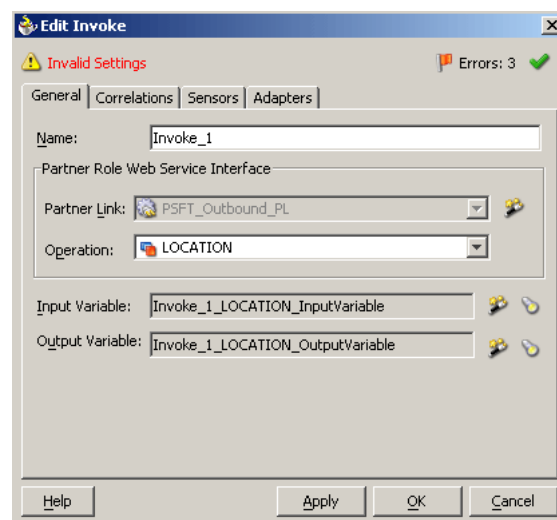 Edit Invoke
Invalid Settings Errors: 3
General Correlations Sensors Adapters
Name: Invoke_1
Partner Role Web Service Interface
Partner Link: PSFT_Outbound_PL
Operation: LOCATION
Input Variable: Invoke_1_LOCATION_InputVariable
Output Variable: Invoke_1_LOCATION_OutputVariable
Help Apply OK Cancel